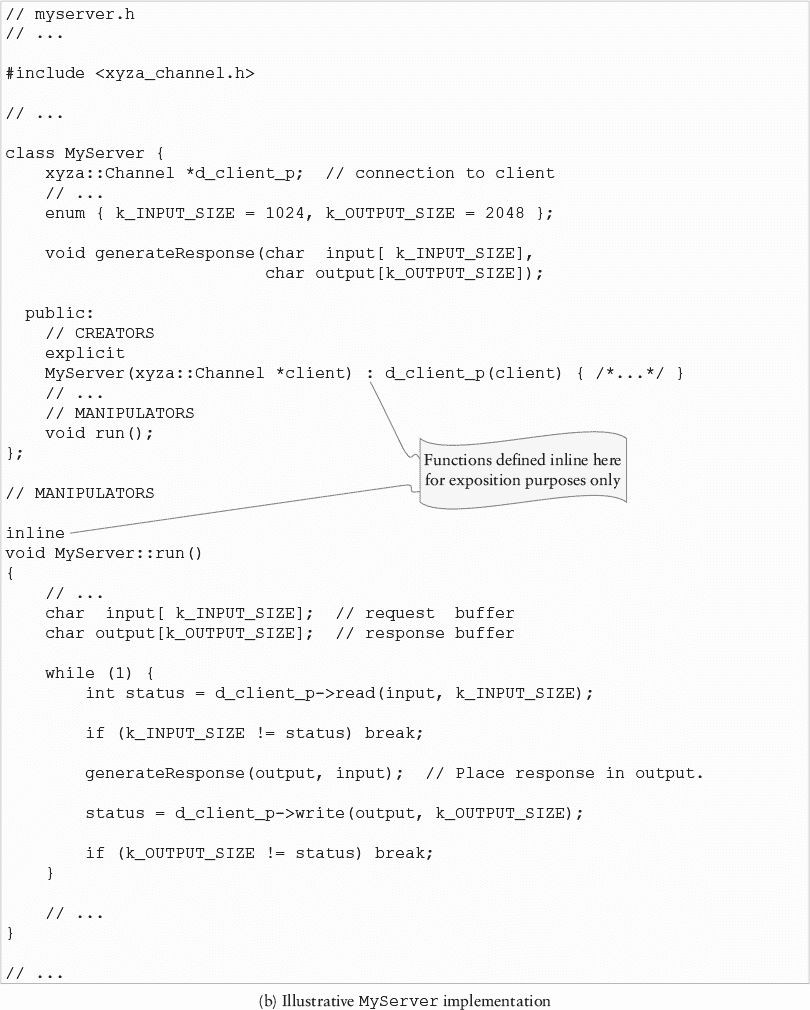 // myserver.h
// ...
#include <xyza_channel.h>
// ...
class MyServer {
    xyza::Channel *d_client_p;  // connection to client
    // ...
    enum { k_INPUT_SIZE = 1024, k_OUTPUT_SIZE = 2048 };
    void generateResponse(char  input[ k_INPUT_SIZE],
                          char output[k_OUTPUT_SIZE]);
  public:
    // CREATORS
    explicit
    MyServer(xyza::Channel *client) : d_client_p(client) { /*...*/ }
    // ...
    // MANIPULATORS
    void run();
};
Functions defined inline here
for exposition purposes only
// MANIPULATORS
inline
void MyServer::run()
{
    // ...
    char  input[ k_INPUT_SIZE];  // request  buffer
    char output[k_OUTPUT_SIZE];  // response buffer
    while (1) {
        int status = d_client_p->read(input, k_INPUT_SIZE);
        if (k_INPUT_SIZE != status) break;
        generateResponse(output, input);  // Place response in output.
        status = d_client_p->write(output, k_OUTPUT_SIZE);
        if (k_OUTPUT_SIZE != status) break;
    }
    // ...
}
// ...
(b) Illustrative MyServer implementation